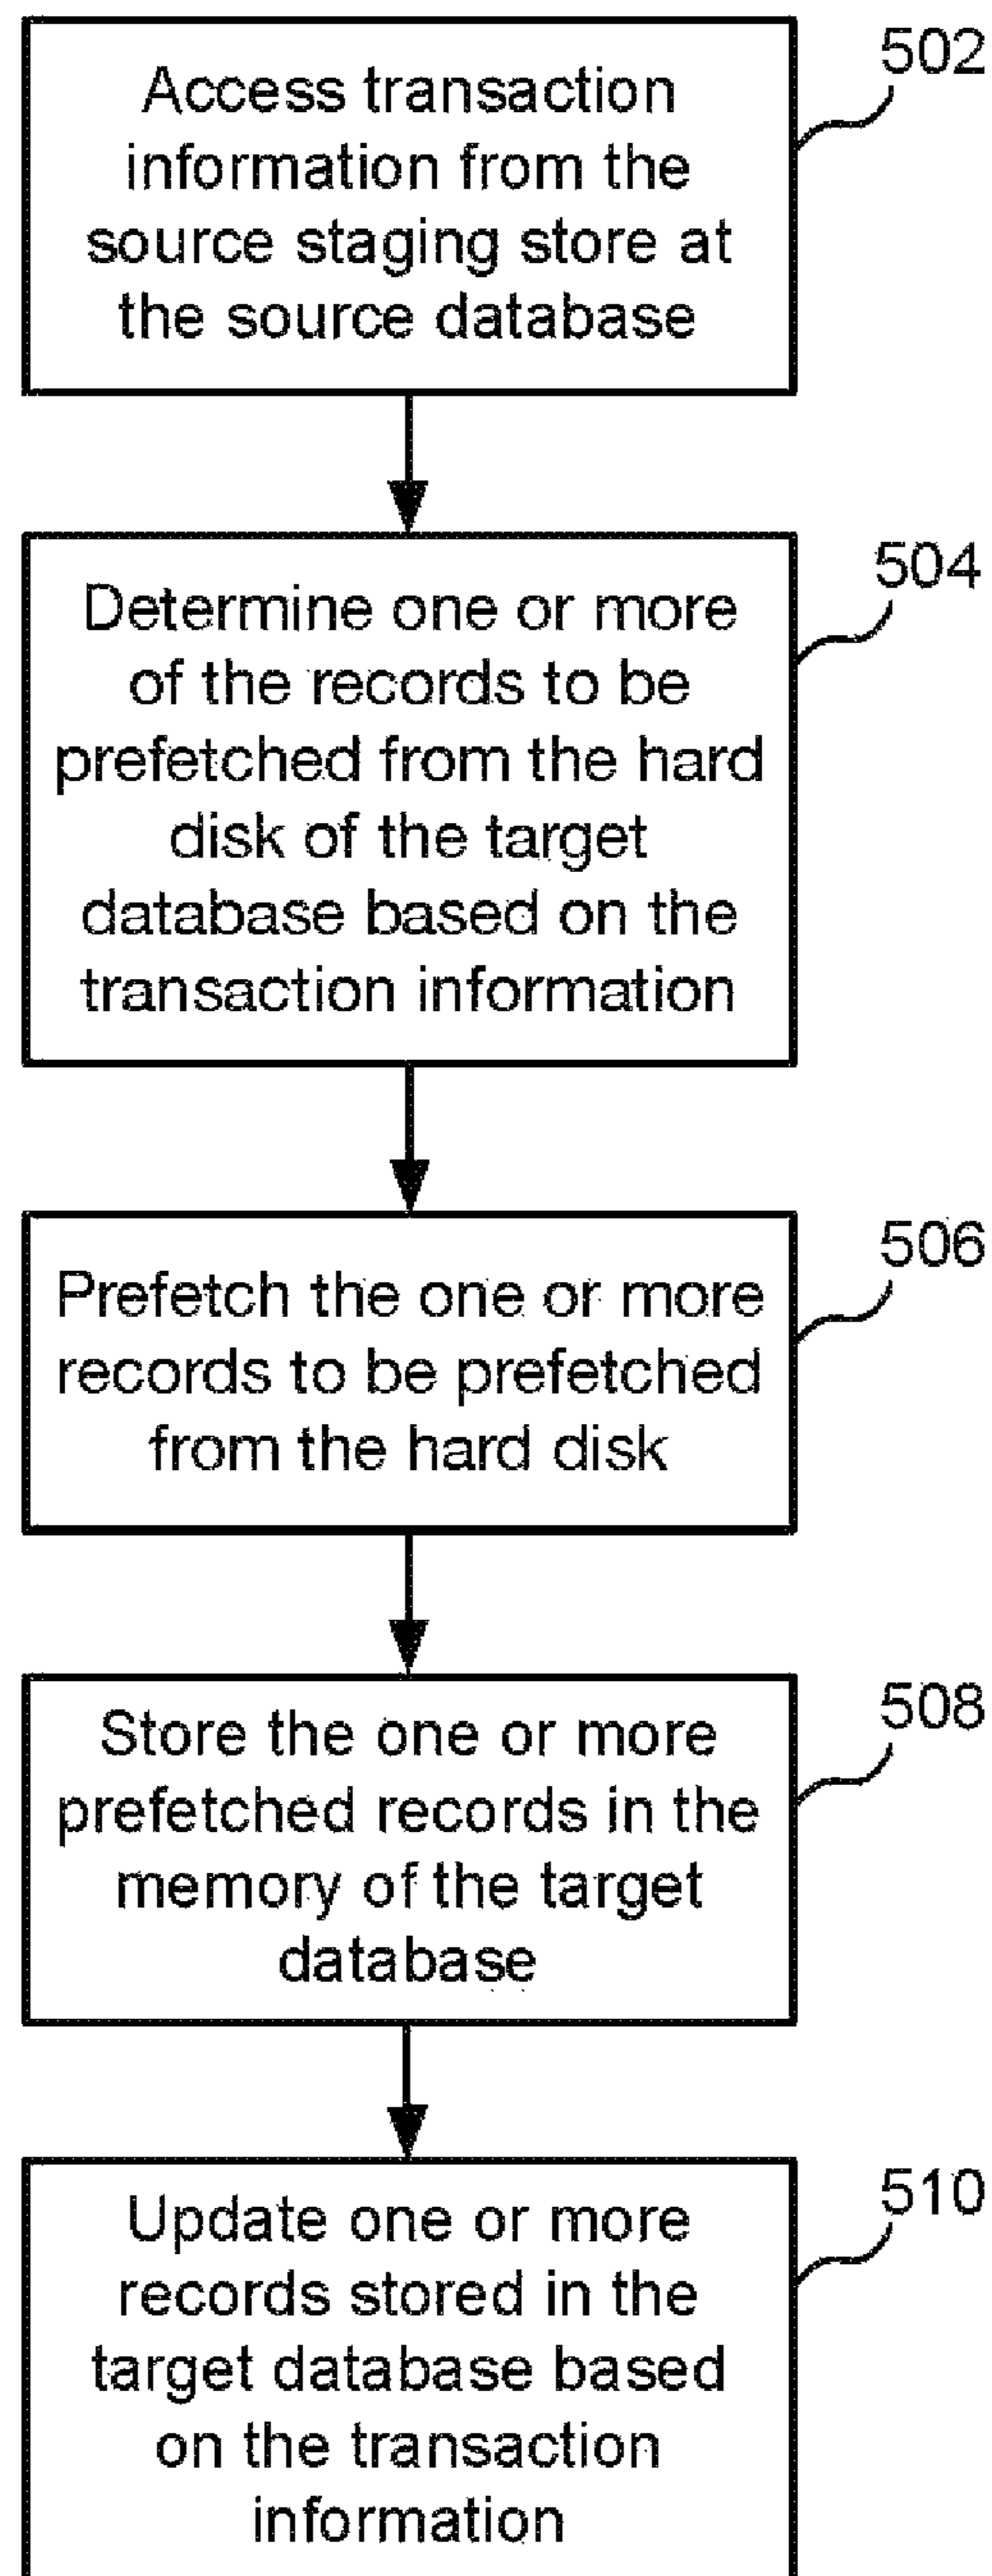 502
Access transaction
information from the
source staging store at
the source database
504
Determine one or more
of the records to be
prefetched from the hard
disk of the target
database based on the
transaction information
506
Prefetch the one or more
records to be prefetched
from the hard disk
508
Store the one or more
prefetched records in the
memory of the target
database
510
Update one or more
records stored in the
target database based
on the transaction
information